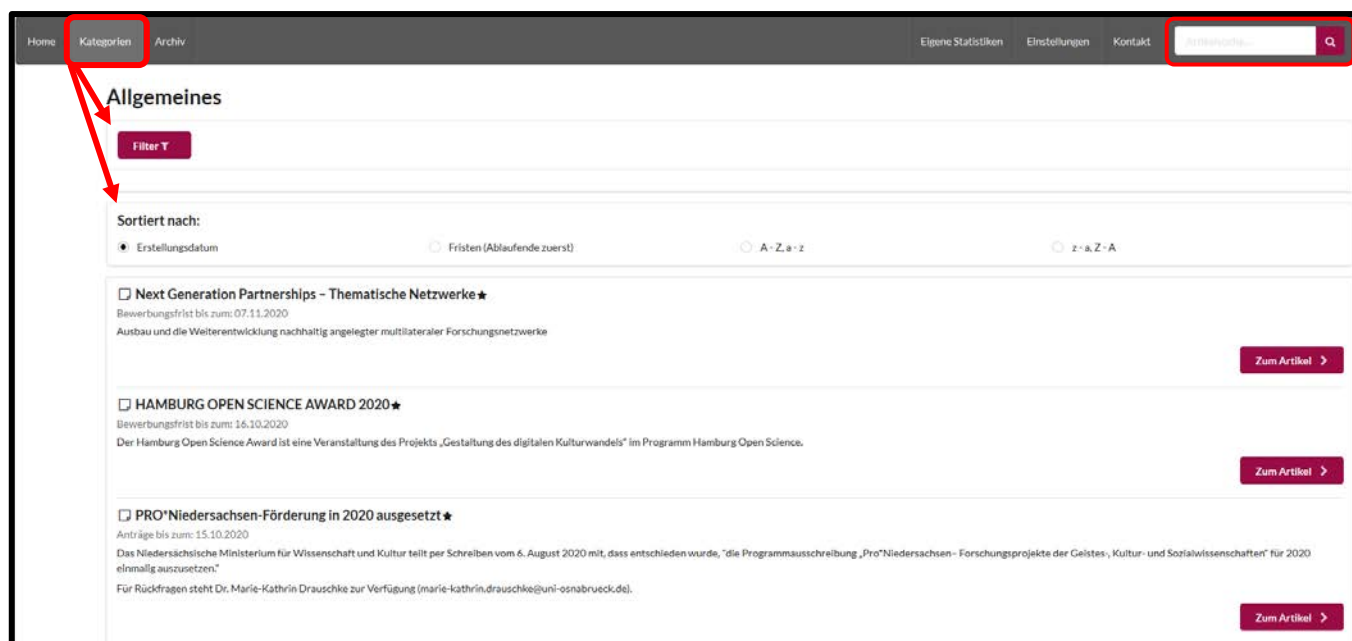 Home Kategorien Archiv Eigene Statistiken Einstellungen Kontakt Artikelsuche...
Allgemeines
Filter
Sortiert nach:
Erstellungsdatum Fristen (Ablaufende zuerst) A - Z, a - z z - a, Z - A
Next Generation Partnerships – Thematische Netzwerke
Bewerbungsfrist bis zum: 07.11.2020
Ausbau und die Weiterentwicklung nachhaltig angelegter multilateraler Forschungsnetzwerke
Zum Artikel
HAMBURG OPEN SCIENCE AWARD 2020
Bewerbungsfrist bis zum: 16.10.2020
Der Hamburg Open Science Award ist eine Veranstaltung des Projekts „Gestaltung des digitalen Kulturwandels“ im Programm Hamburg Open Science.
Zum Artikel
PRO*Niedersachsen-Förderung in 2020 ausgesetzt
Anträge bis zum: 15.10.2020
Das Niedersächsische Ministerium für Wissenschaft und Kultur teilt per Schreiben vom 6. August 2020 mit, dass entschieden wurde, "die Programmausschreibung „Pro*Niedersachsen– Forschungsprojekte der Geistes-, Kultur- und Sozialwissenschaften" für 2020
einmalig auszusetzen."
Für Rückfragen steht Dr. Marie-Kathrin Drauschke zur Verfügung (marie-kathrin.drauschke@uni-osnabrueck.de).
Zum Artikel